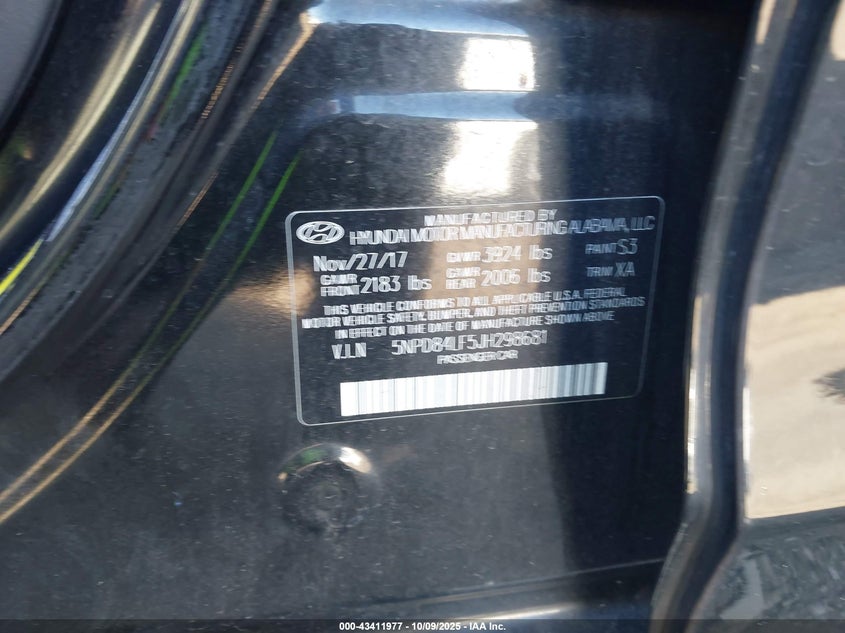 MANUFACTURED BY
HYUNDAI MOTOR MANUFACTURING ALABAMA, LLC
Nov/27/17 GVWR 3924 lbs PAINT S3
GAWR FRONT 2183 lbs GAWR REAR 2006 lbs TRIM XA
THIS VEHICLE CONFORMS TO ALL APPLICABLE U.S.A. FEDERAL
MOTOR VEHICLE SAFETY, BUMPER, AND THEFT PREVENTION STANDARDS
IN EFFECT ON THE DATE OF MANUFACTURE SHOWN ABOVE.
V.I.N 5NPD84LF5JH298681
PASSENGER CAR
000-43411977 • 10/09/2025 - IAA Inc.